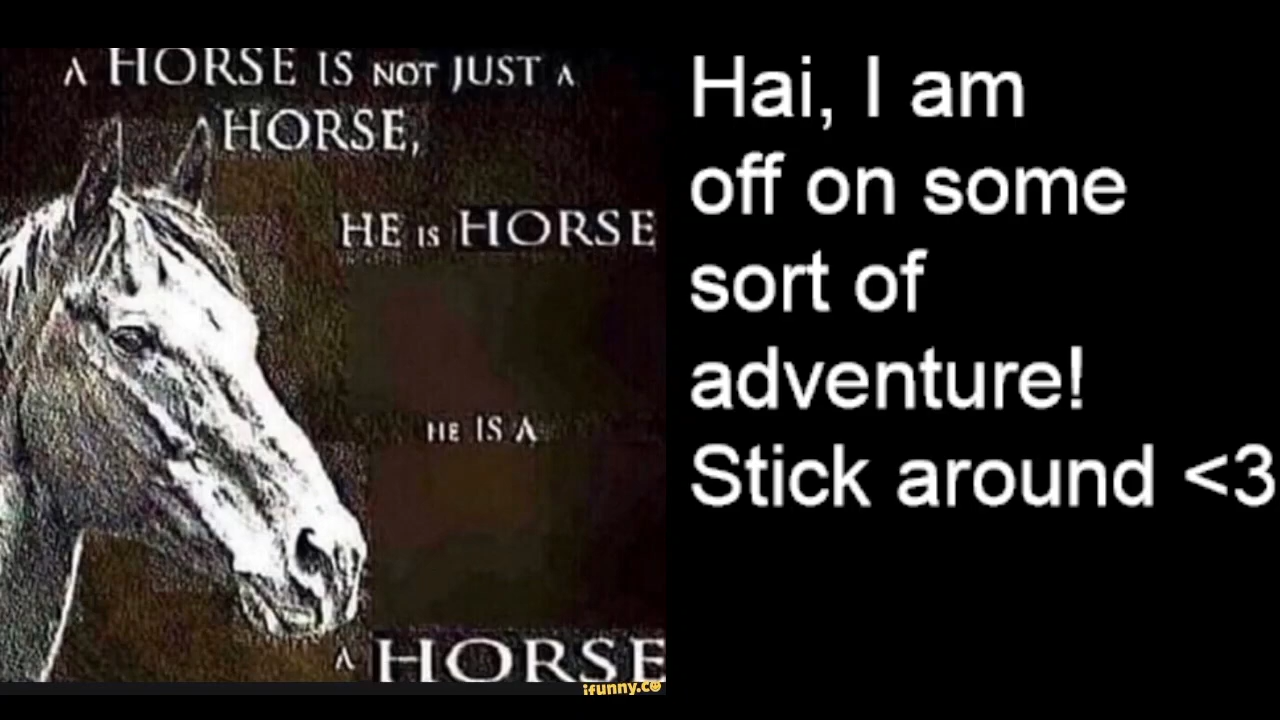 A HORSE IS NOT JUST A
HORSE,
HE IS HORSE
HE IS A
A HORSE
ifunny.co
Hai, I am
off on some
sort of
adventure!
Stick around <3